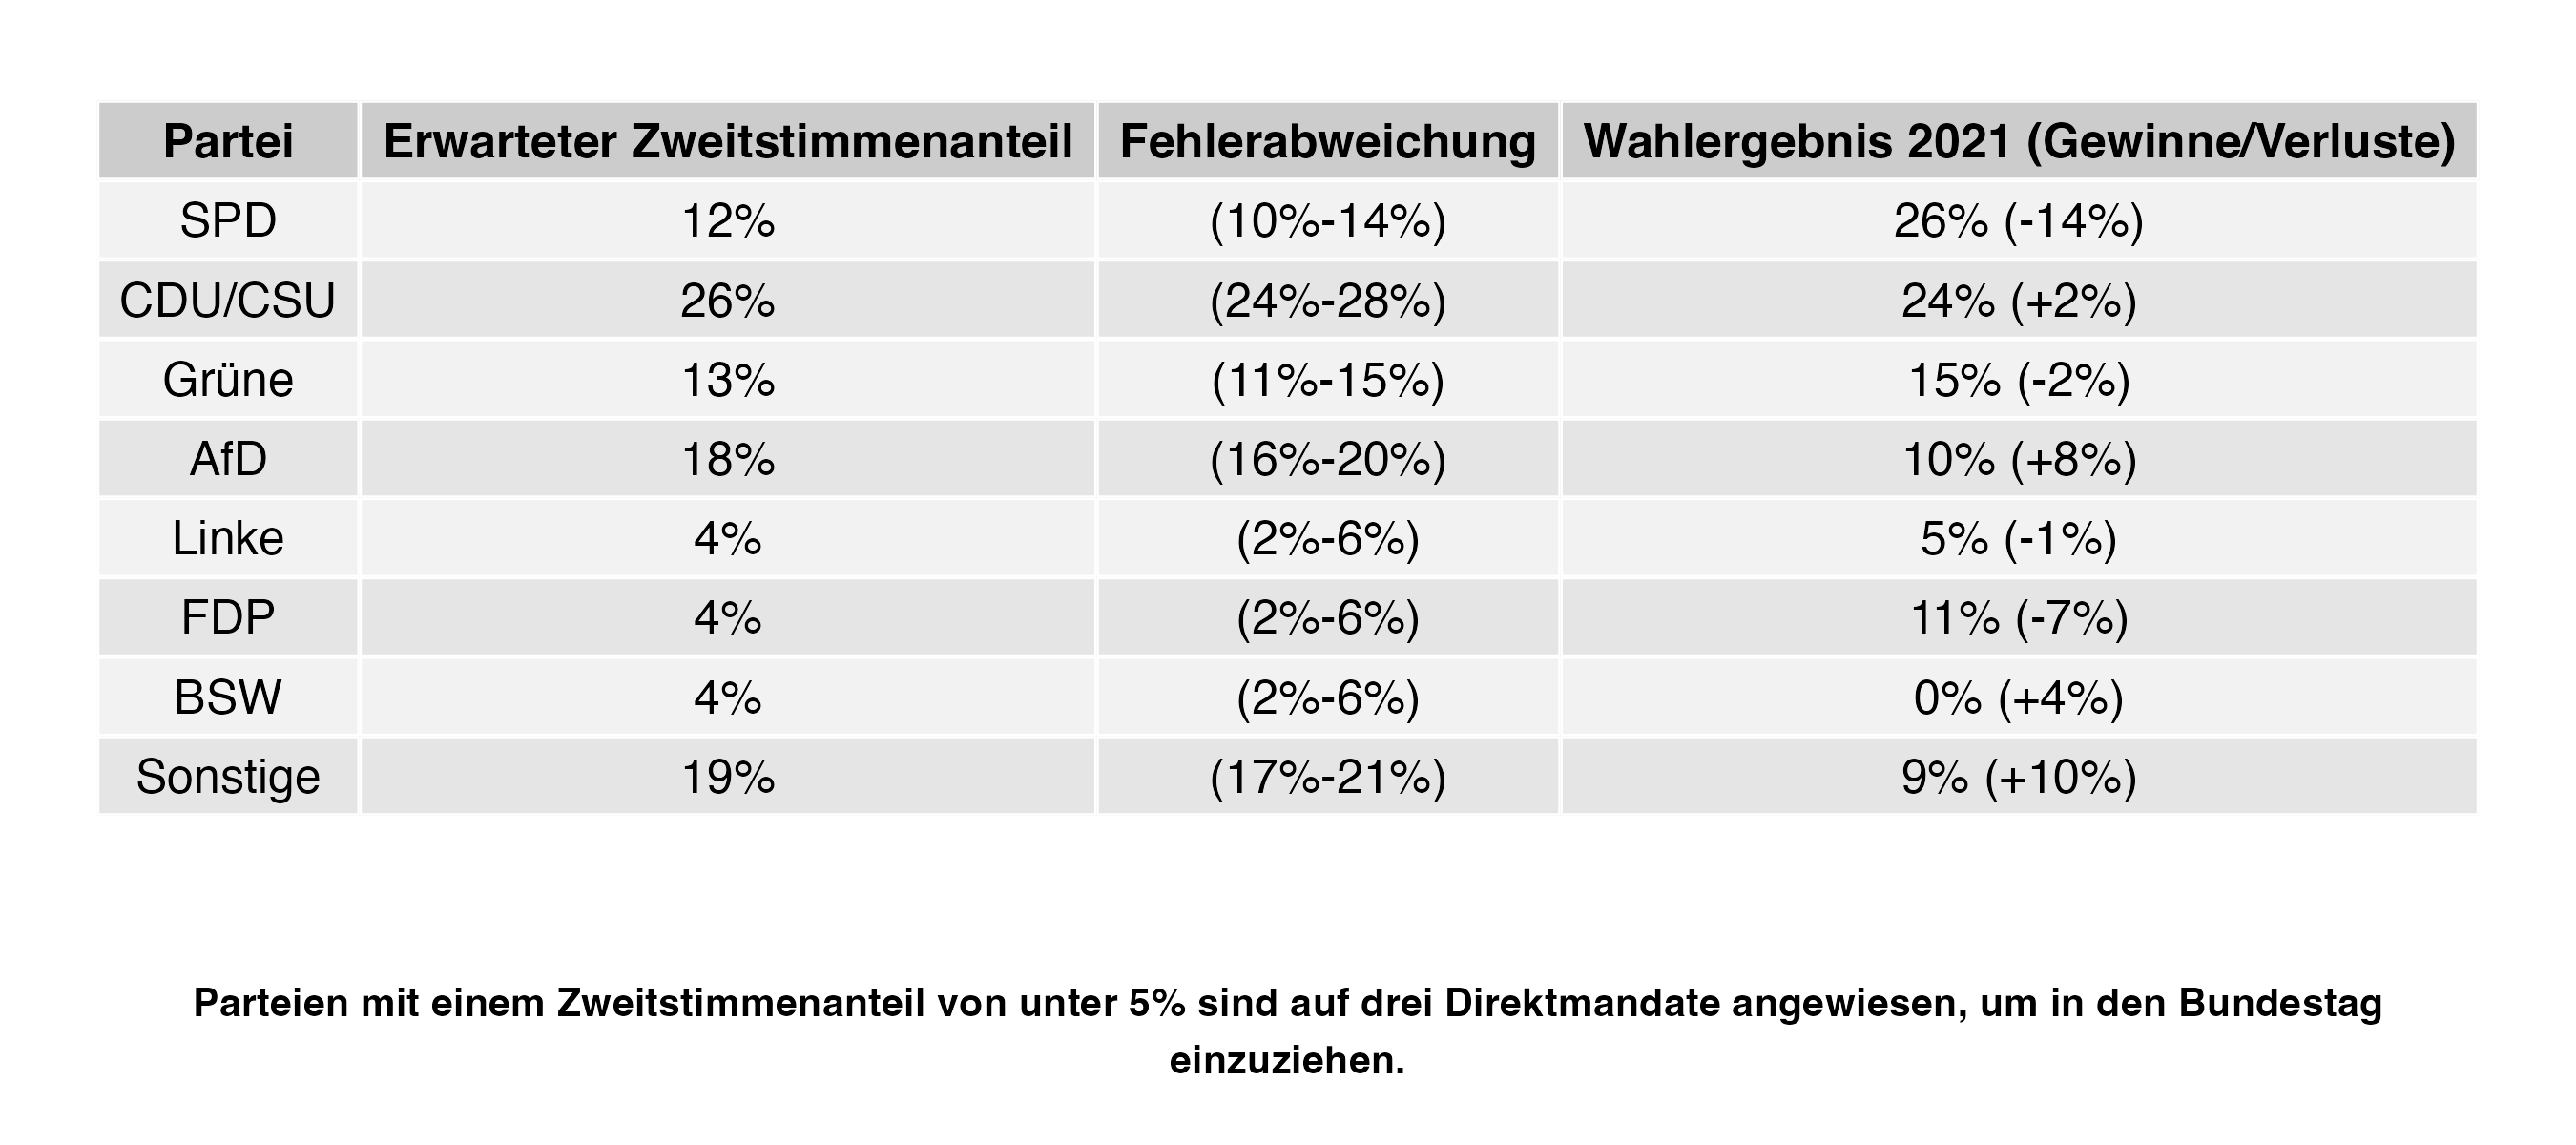 Partei Erwarteter Zweitstimmenanteil Fehlerabweichung Wahlergebnis 2021 (Gewinne/Verluste)
SPD 12% (10%-14%) 26% (-14%)
CDU/CSU 26% (24%-28%) 24% (+2%)
Grüne 13% (11%-15%) 15% (-2%)
AfD 18% (16%-20%) 10% (+8%)
Linke 4% (2%-6%) 5% (-1%)
FDP 4% (2%-6%) 11% (-7%)
BSW 4% (2%-6%) 0% (+4%)
Sonstige 19% (17%-21%) 9% (+10%)
Parteien mit einem Zweitstimmenanteil von unter 5% sind auf drei Direktmandate angewiesen, um in den Bundestag
einzuziehen.